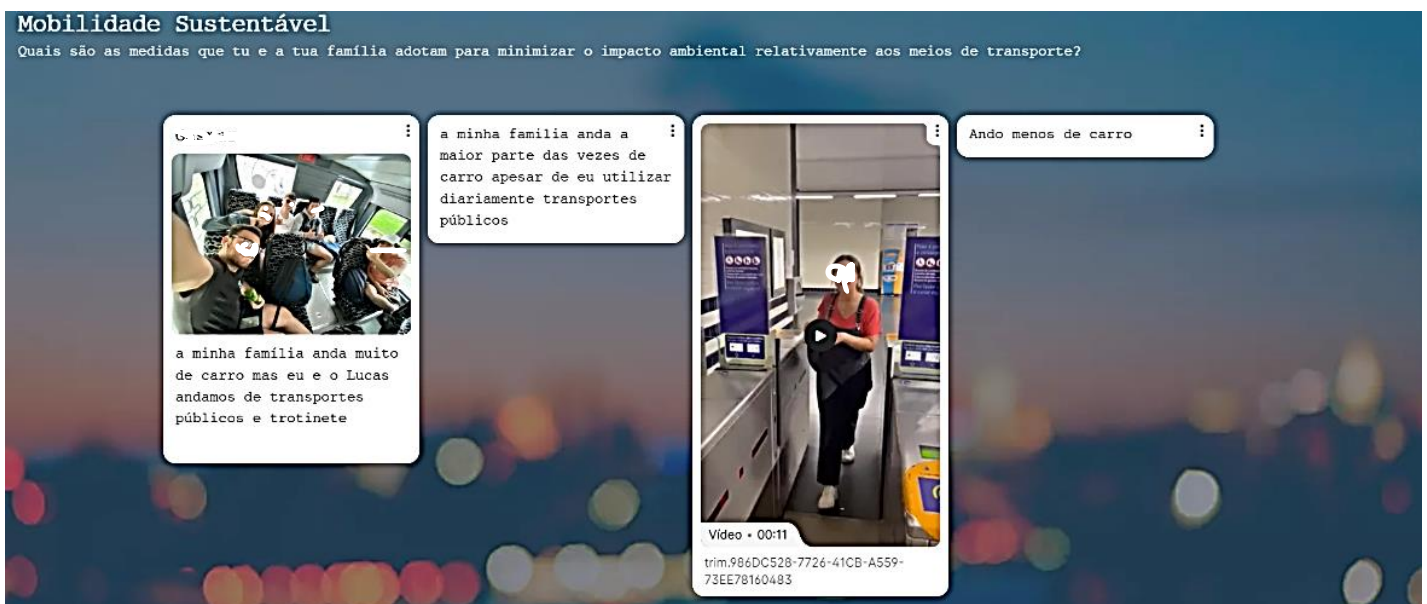 Mobilidade Sustentável
Quais são as medidas que tu e a tua família adotam para minimizar o impacto ambiental relativamente aos meios de transporte?
a minha família anda muito
de carro mas eu e o Lucas
andamos de transportes
públicos e trotinete
a minha familia anda a
maior parte das vezes de
carro apesar de eu utilizar
diariamente transportes
públicos
Vídeo • 00:11
trim.986DC528-7726-41CB-A559-
73EE78160483
Ando menos de carro